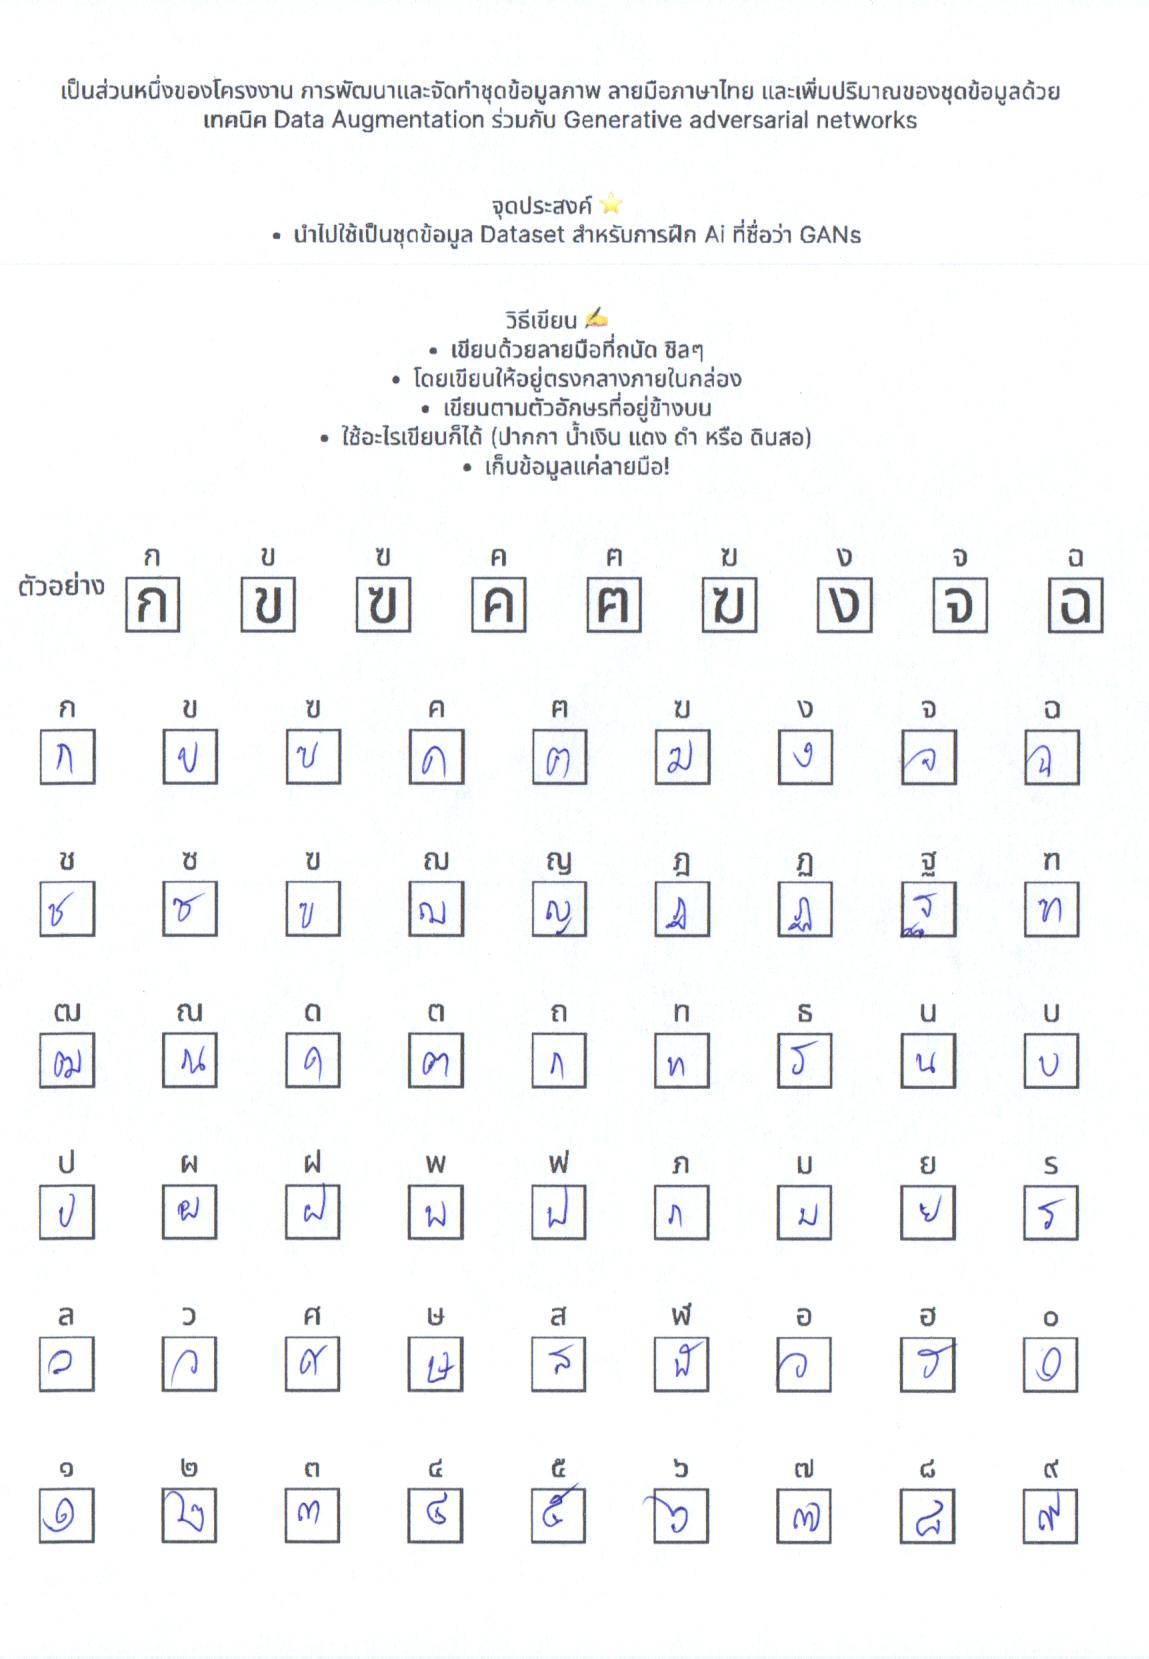 เป็นส่วนหนึ่งของโครงงาน การพัฒนาและจัดทำชุดข้อมูลภาพ ลายมือภาษาไทย และเพิ่มปริมาณของชุดข้อมูลด้วย
เทคนิค Data Augmentation ร่วมกับ Generative adversarial networks
จุดประสงค์ ⭐
• นำไปใช้เป็นชุดข้อมูล Dataset สำหรับการฝึก Ai ที่ชื่อว่า GANs
วิธีเขียน ✍
• เขียนด้วยลายมือที่ถนัด ชิลๆ
• โดยเขียนให้อยู่ตรงกลางภายในกล่อง
• เขียนตามตัวอักษรที่อยู่ข้างบน
• ใช้อะไรเขียนก็ได้ (ปากกา น้ำเงิน แดง ดำ หรือ ดินสอ)
• เก็บข้อมูลแค่ลายมือ!
ก ข ฃ ค ฅ ฆ ง จ ฉ
ตัวอย่าง ก ข ฃ ค ฅ ฆ ง จ ฉ
ก ข ฃ ค ฅ ฆ ง จ ฉ
ก ข ฃ ค ฅ ฆ ง จ ฉ
ช ซ ฃ ฌ ญ ฎ ฏ ฐ ฑ
ช ซ ฃ ฌ ญ ฎ ฏ ฐ ฑ
ฒ ณ ด ต ถ ท ธ น บ
ฒ ณ ด ต ถ ท ธ น บ
ป ผ ฝ พ ฟ ภ ม ย ร
ป ผ ฝ พ ฟ ภ ม ย ร
ล ว ศ ษ ส ฬ อ ฮ ๐
ล ว ศ ษ ส ฬ อ ฮ ๐
๑ ๒ ๓ ๔ ๕ ๖ ๗ ๘ ๙
๑ ๒ ๓ ๔ ๕ ๖ ๗ ๘ ๙